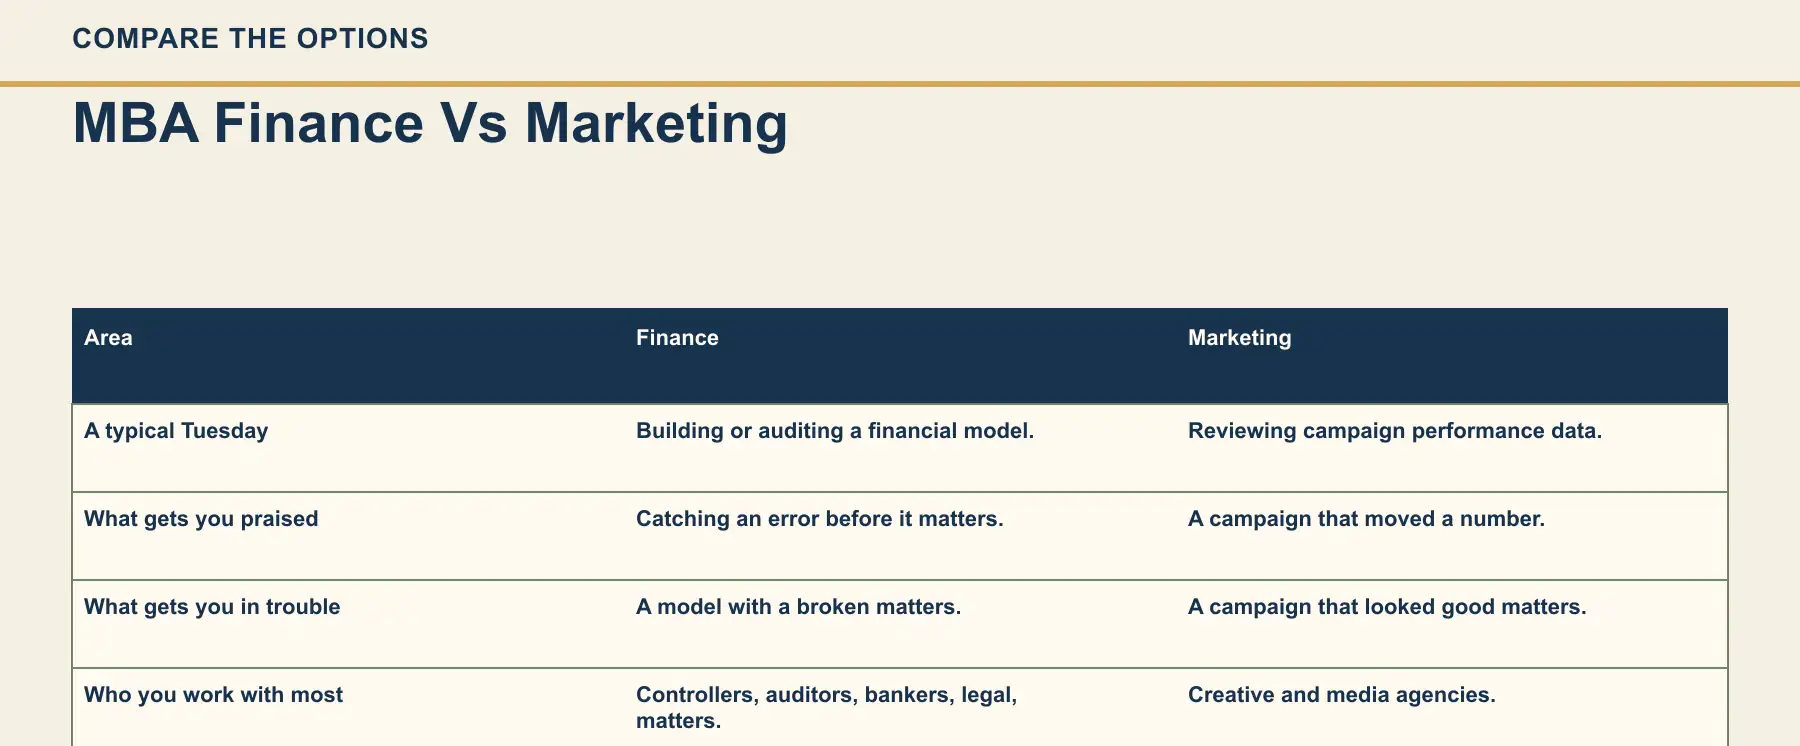 COMPARE THE OPTIONS
MBA Finance Vs Marketing
Area Finance Marketing
A typical Tuesday Building or auditing a financial model. Reviewing campaign performance data.
What gets you praised Catching an error before it matters. A campaign that moved a number.
What gets you in trouble A model with a broken matters. A campaign that looked good matters.
Who you work with most Controllers, auditors, bankers, legal, Creative and media agencies.
matters.